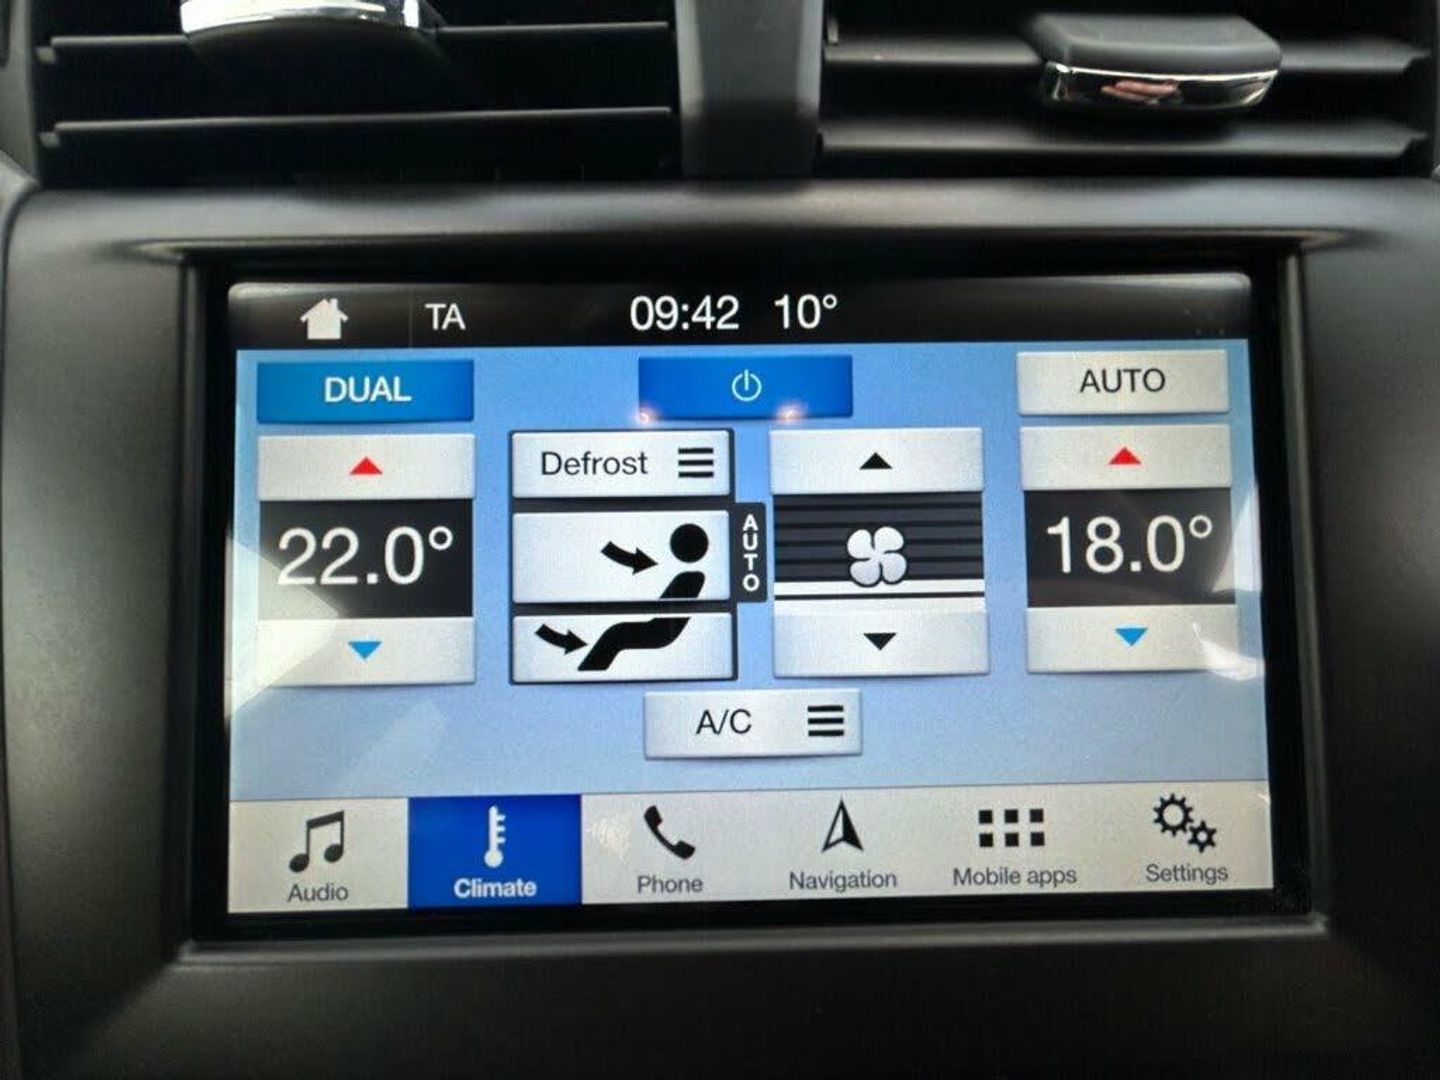 TA 09:42 10°
DUAL AUTO
Defrost
22.0° AUTO 18.0°
A/C
Audio Climate Phone Navigation Mobile apps Settings